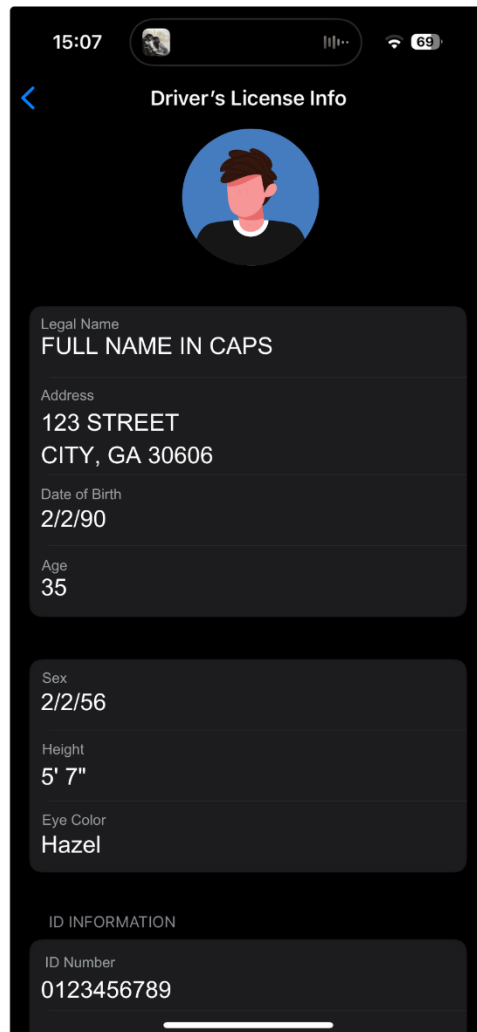 15:07
69
Driver's License Info
Legal Name
FULL NAME IN CAPS
Address
123 STREET
CITY, GA 30606
Date of Birth
2/2/90
Age
35
Sex
2/2/56
Height
5' 7"
Eye Color
Hazel
ID INFORMATION
ID Number
0123456789